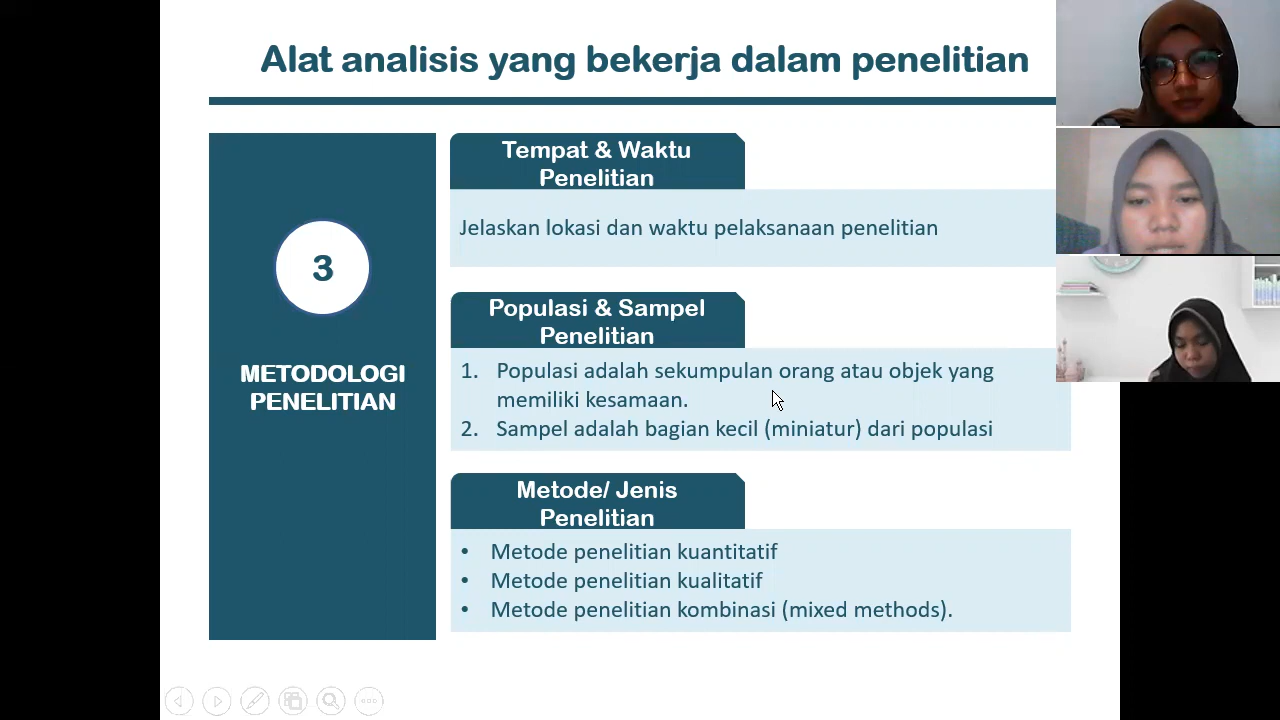 Alat analisis yang bekerja dalam penelitian
3
METODOLOGI
PENELITIAN
Tempat & Waktu
Penelitian
Jelaskan lokasi dan waktu pelaksanaan penelitian
Populasi & Sampel
Penelitian
1. Populasi adalah sekumpulan orang atau objek yang
memiliki kesamaan.
2. Sampel adalah bagian kecil (miniatur) dari populasi
Metode/ Jenis
Penelitian
• Metode penelitian kuantitatif
• Metode penelitian kualitatif
• Metode penelitian kombinasi (mixed methods).